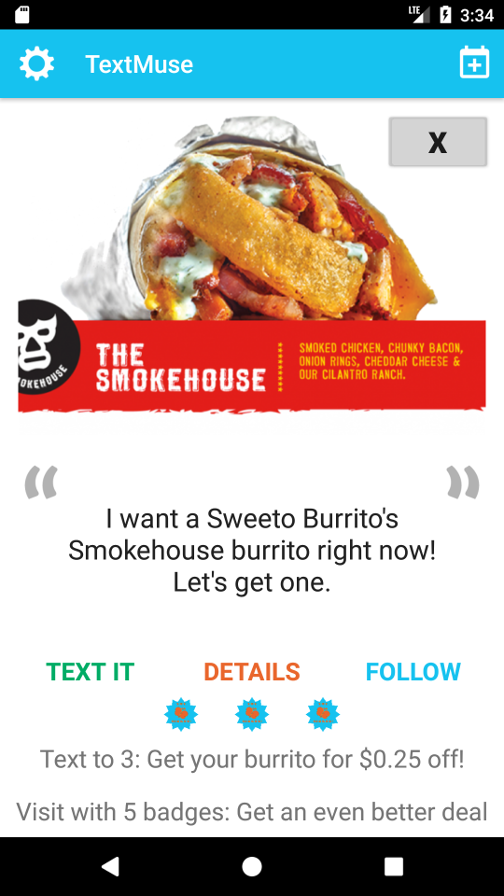 LTE 3:34
TextMuse
X
THE
SMOKEHOUSE
SMOKED CHICKEN, CHUNKY BACON,
ONION RINGS, CHEDDAR CHEESE &
OUR CILANTRO RANCH.
OKEHOUSE
“ ”
I want a Sweeto Burrito's
Smokehouse burrito right now!
Let's get one.
TEXT IT DETAILS FOLLOW
Text to 3: Get your burrito for $0.25 off!
Visit with 5 badges: Get an even better deal